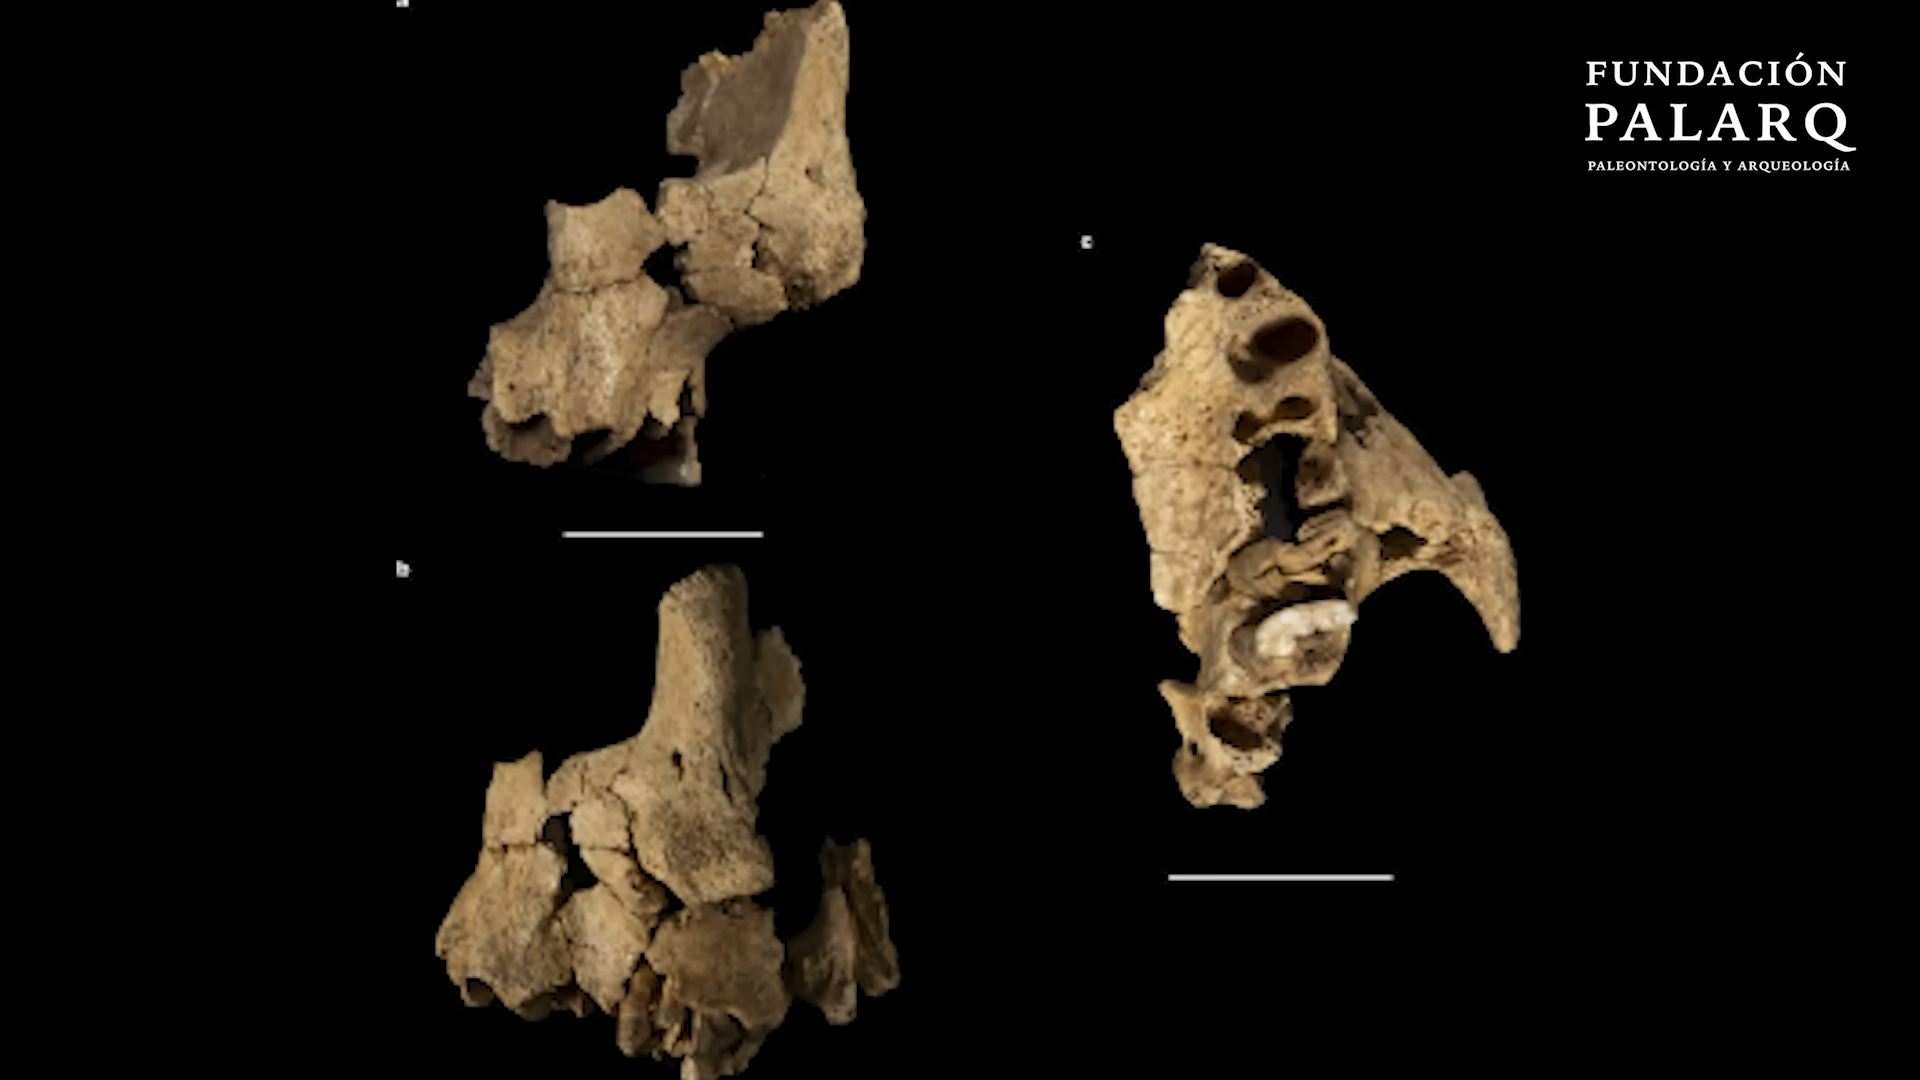 a
FUNDACIÓN
PALARQ
PALEONTOLOGÍA Y ARQUEOLOGÍA
c
b